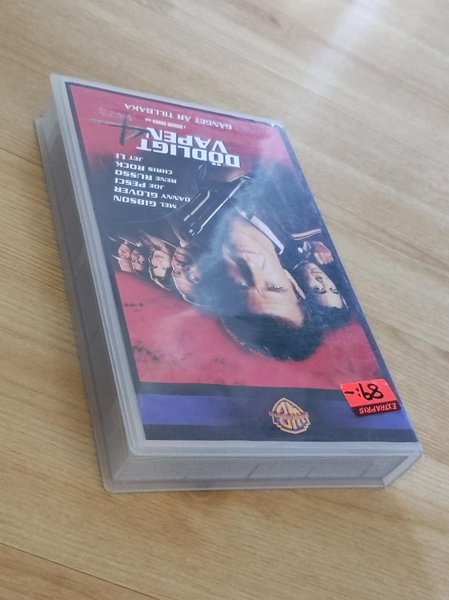 EXTRAPRIS
89:-
MEL GIBSON
DANNY GLOVER
JOE PESCI
RENE RUSSO
CHRIS ROCK
JET LI
DÖDLIGT
VAPEN
4
GÄNGET ÄR TILLBAKA